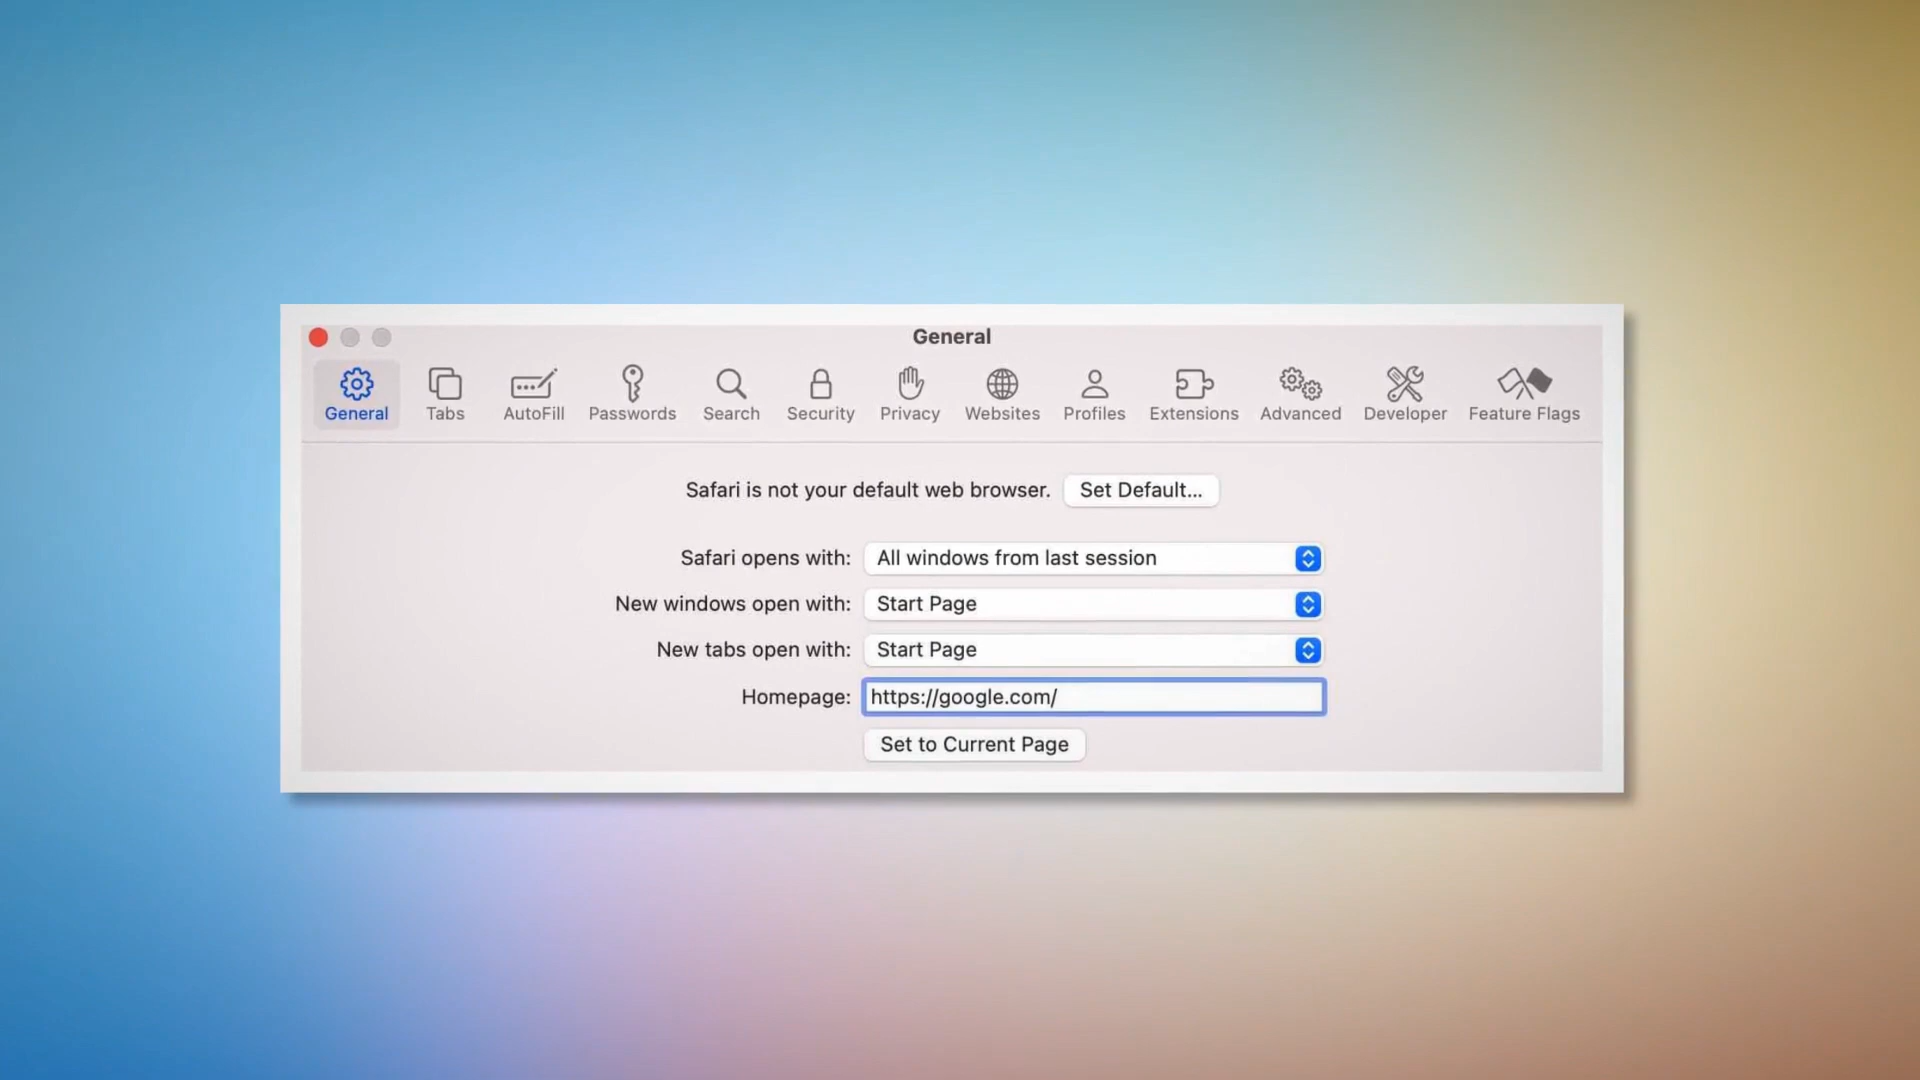 General
General Tabs AutoFill Passwords Search Security Privacy Websites Profiles Extensions Advanced Developer Feature Flags
Safari is not your default web browser. Set Default...
Safari opens with: All windows from last session
New windows open with: Start Page
New tabs open with: Start Page
Homepage: https://google.com/
Set to Current Page